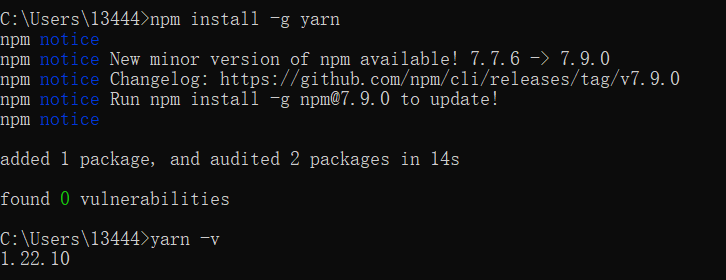 C:\Users\13444>npm install -g yarn
npm notice
npm notice New minor version of npm available! 7.7.6 -> 7.9.0
npm notice Changelog: https://github.com/npm/cli/releases/tag/v7.9.0
npm notice Run npm install -g npm@7.9.0 to update!
npm notice
added 1 package, and audited 2 packages in 14s
found 0 vulnerabilities
C:\Users\13444>yarn -v
1.22.10